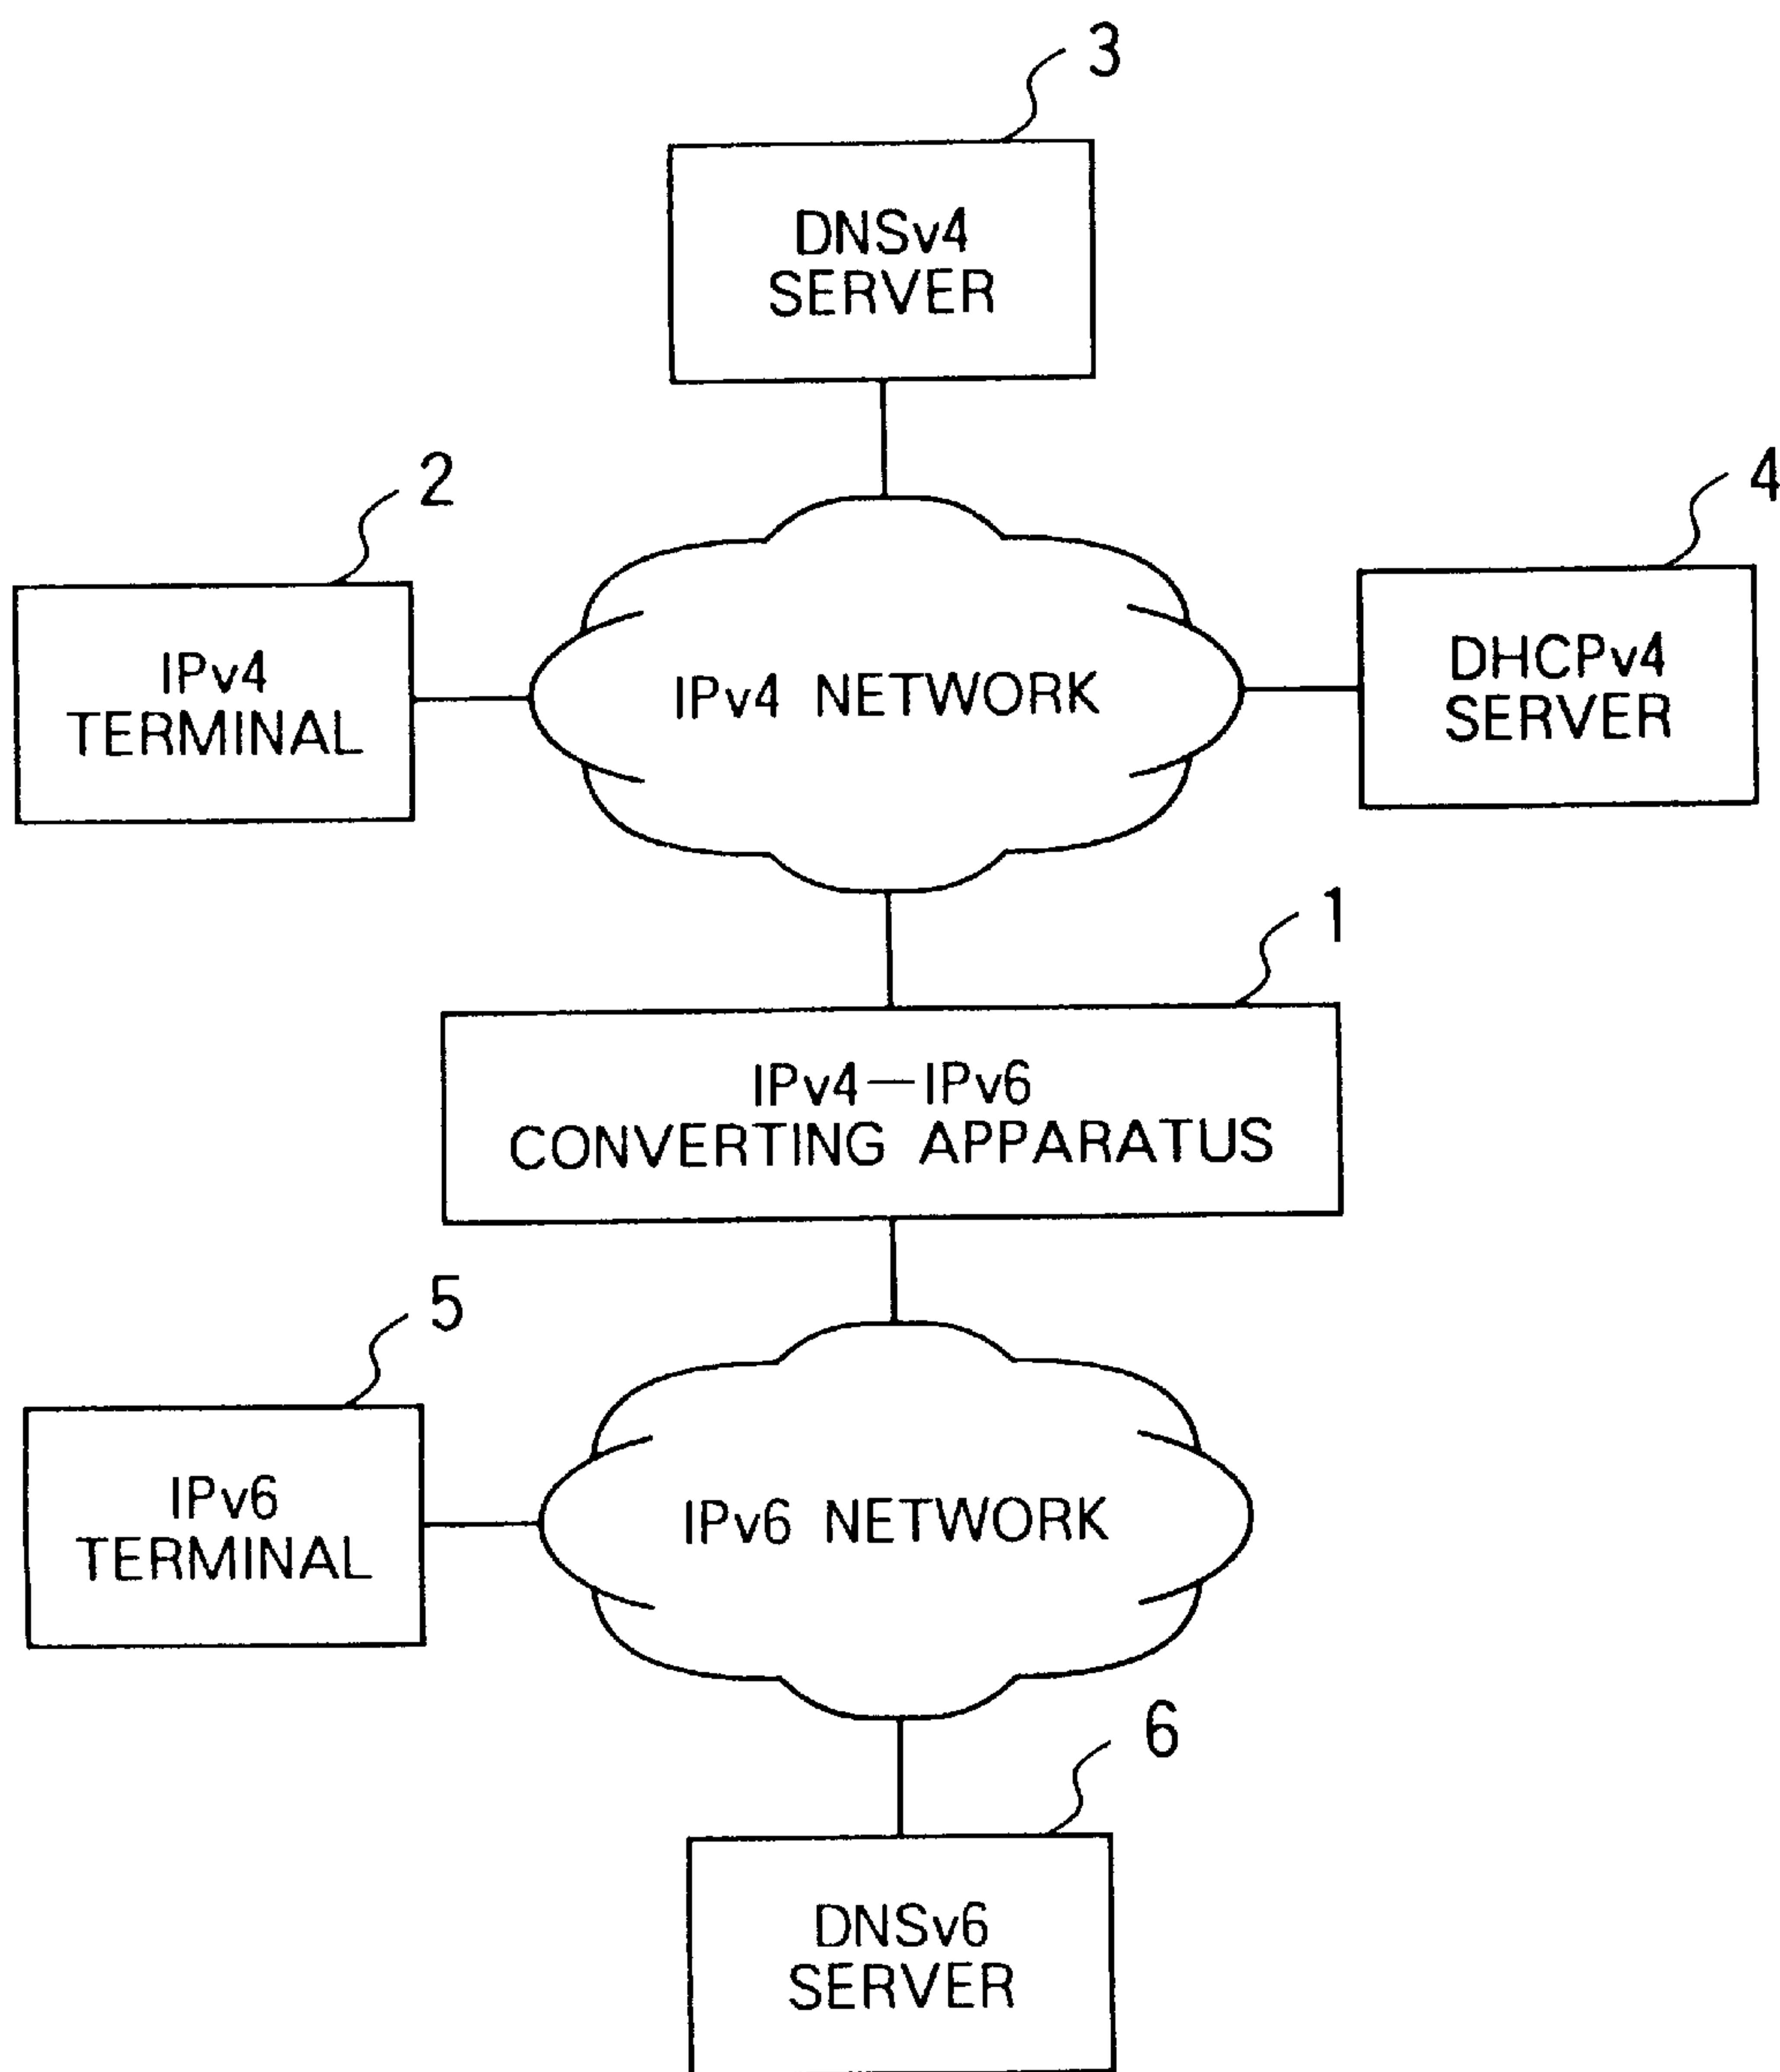 3
DNSv4
SERVER
2
4
IPv4
TERMINAL
IPv4 NETWORK
DHCPv4
SERVER
1
IPv4—IPv6
CONVERTING APPARATUS
5
IPv6
TERMINAL
IPv6 NETWORK
6
DNSv6
SERVER